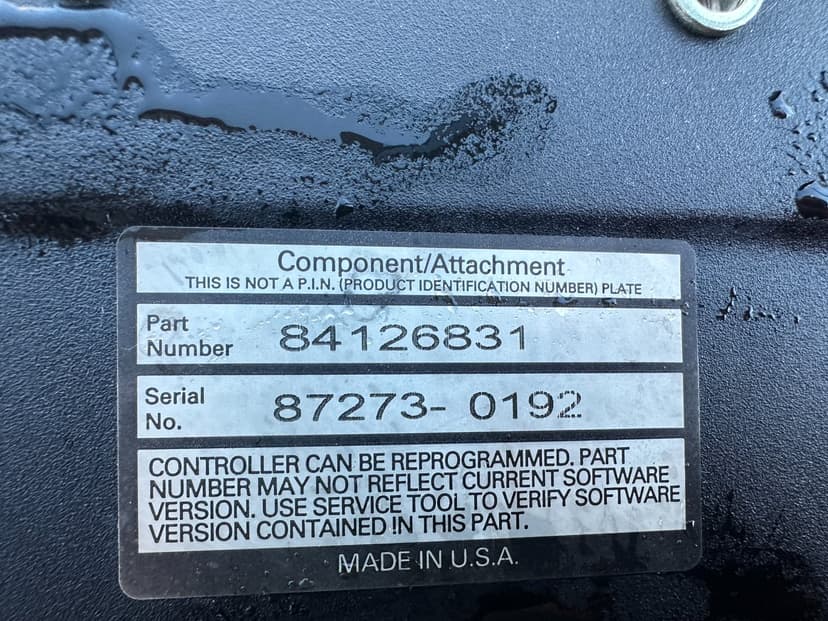 Component/Attachment
THIS IS NOT A P.I.N. (PRODUCT IDENTIFICATION NUMBER) PLATE
Part
Number 84126831
Serial
No. 87273- 0192
CONTROLLER CAN BE REPROGRAMMED. PART
NUMBER MAY NOT REFLECT CURRENT SOFTWARE
VERSION. USE SERVICE TOOL TO VERIFY SOFTWARE
VERSION CONTAINED IN THIS PART.
MADE IN U.S.A.